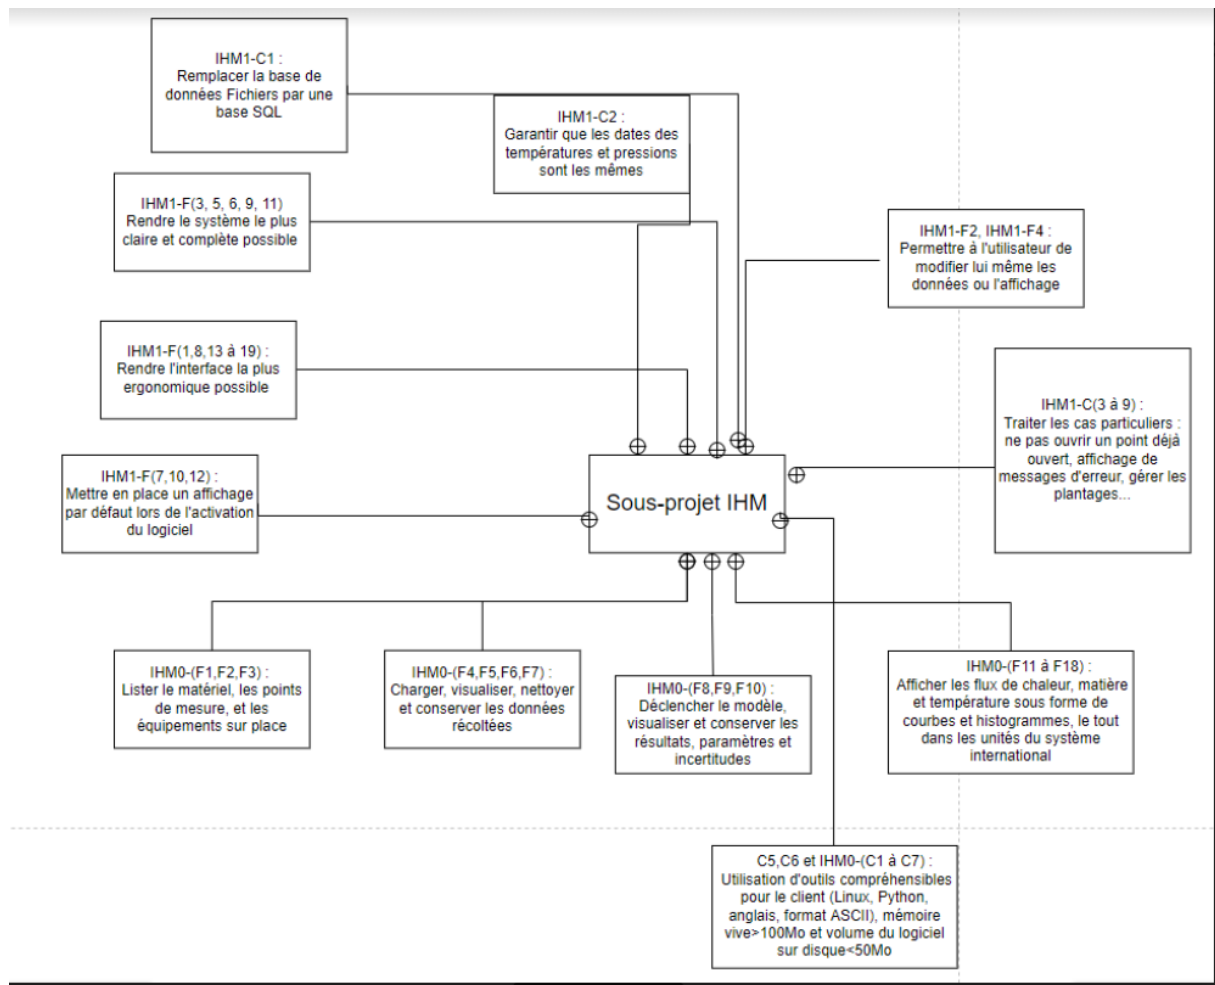 IHM1-C1 :
Remplacer la base de
données Fichiers par une
base SQL
IHM1-C2 :
Garantir que les dates des
températures et pressions
sont les mêmes
IHM1-F(3, 5, 6, 9, 11)
Rendre le système le plus
claire et complète possible
IHM1-F2, IHM1-F4 :
Permettre à l'utilisateur de
modifier lui même les
données ou l'affichage
IHM1-F(1,8,13 à 19) :
Rendre l'interface la plus
ergonomique possible
IHM1-C(3 à 9) :
Traiter les cas particuliers :
ne pas ouvrir un point déjà
ouvert, affichage de
messages d'erreur, gérer les
plantages...
IHM1-F(7,10,12) :
Mettre en place un affichage
par défaut lors de l'activation
du logiciel
Sous-projet IHM
IHM0-(F1,F2,F3) :
Lister le matériel, les points
de mesure, et les
équipements sur place
IHM0-(F4,F5,F6,F7) :
Charger, visualiser, nettoyer
et conserver les données
récoltées
IHM0-(F8,F9,F10) :
Déclencher le modèle,
visualiser et conserver les
résultats, paramètres et
incertitudes
IHM0-(F11 à F18) :
Afficher les flux de chaleur, matière
et température sous forme de
courbes et histogrammes, le tout
dans les unités du système
international
C5,C6 et IHM0-(C1 à C7) :
Utilisation d'outils compréhensibles
pour le client (Linux, Python,
anglais, format ASCII), mémoire
vive>100Mo et volume du logiciel
sur disque<50Mo